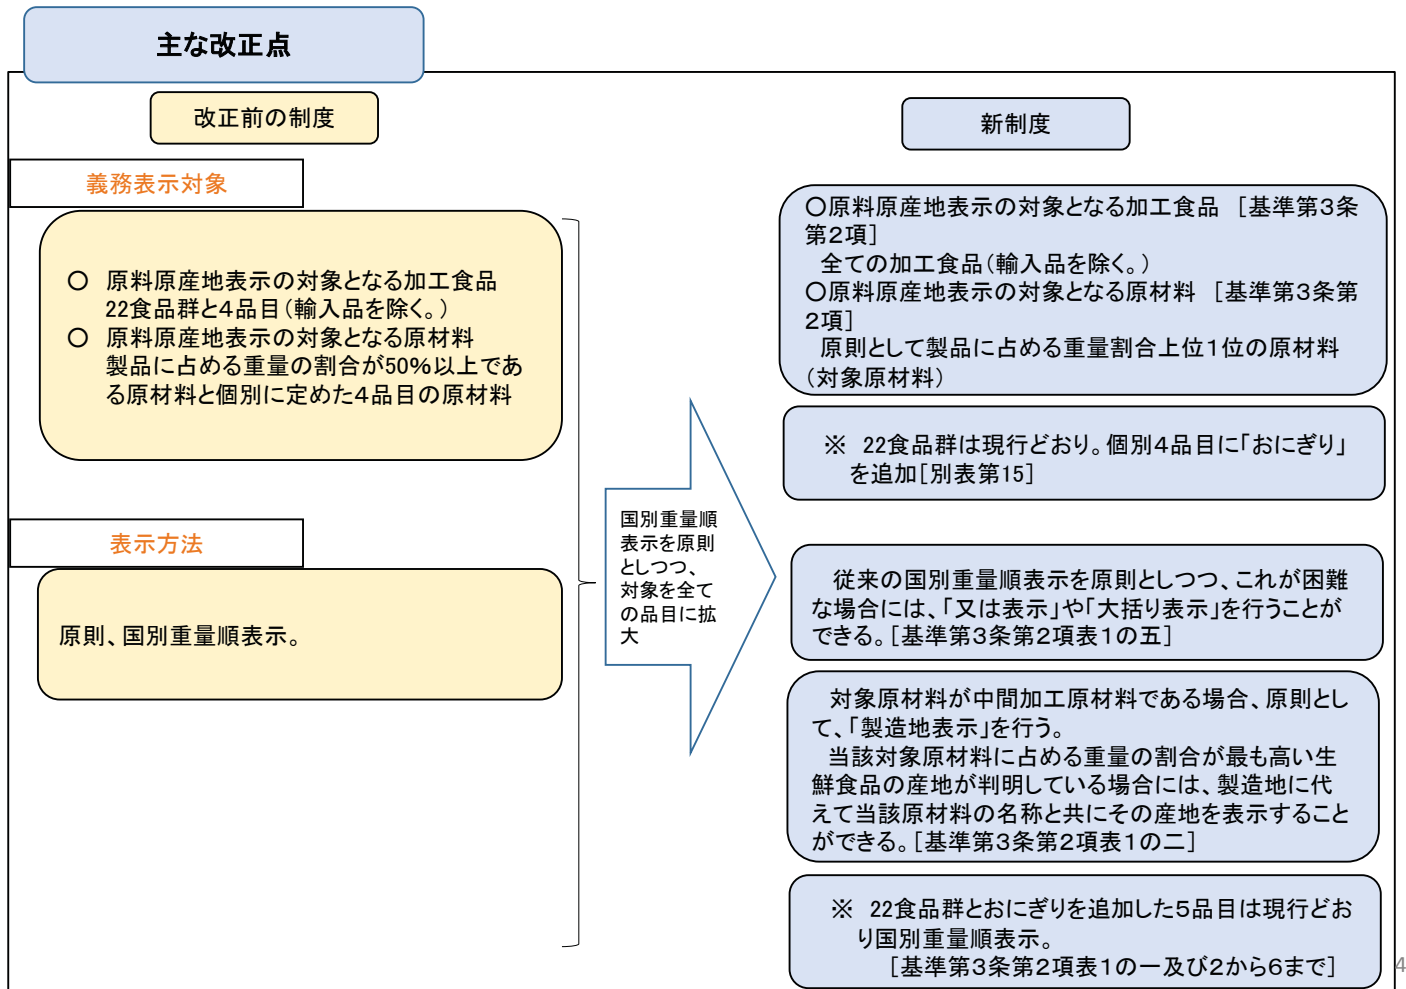 主な改正点
改正前の制度
新制度
義務表示対象
○ 原料原産地表示の対象となる加工食品
22食品群と4品目(輸入品を除く。)
○ 原料原産地表示の対象となる原材料
製品に占める重量の割合が50%以上であ
る原材料と個別に定めた4品目の原材料
表示方法
原則、国別重量順表示。
国別重量順
表示を原則
としつつ、
対象を全て
の品目に拡
大
○原料原産地表示の対象となる加工食品 [基準第3条
第2項]
全ての加工食品(輸入品を除く。)
○原料原産地表示の対象となる原材料 [基準第3条第
2項]
原則として製品に占める重量割合上位1位の原材料
(対象原材料)
※ 22食品群は現行どおり。個別4品目に「おにぎり」
を追加[別表第15]
従来の国別重量順表示を原則としつつ、これが困難
な場合には、「又は表示」や「大括り表示」を行うことが
できる。[基準第3条第2項表1の五]
対象原材料が中間加工原材料である場合、原則とし
て、「製造地表示」を行う。
当該対象原材料に占める重量の割合が最も高い生
鮮食品の産地が判明している場合には、製造地に代
えて当該原材料の名称と共にその産地を表示すること
ができる。[基準第3条第2項表1の二]
※ 22食品群とおにぎりを追加した5品目は現行どお
り国別重量順表示。
[基準第3条第2項表1の一及び2から6まで]
4